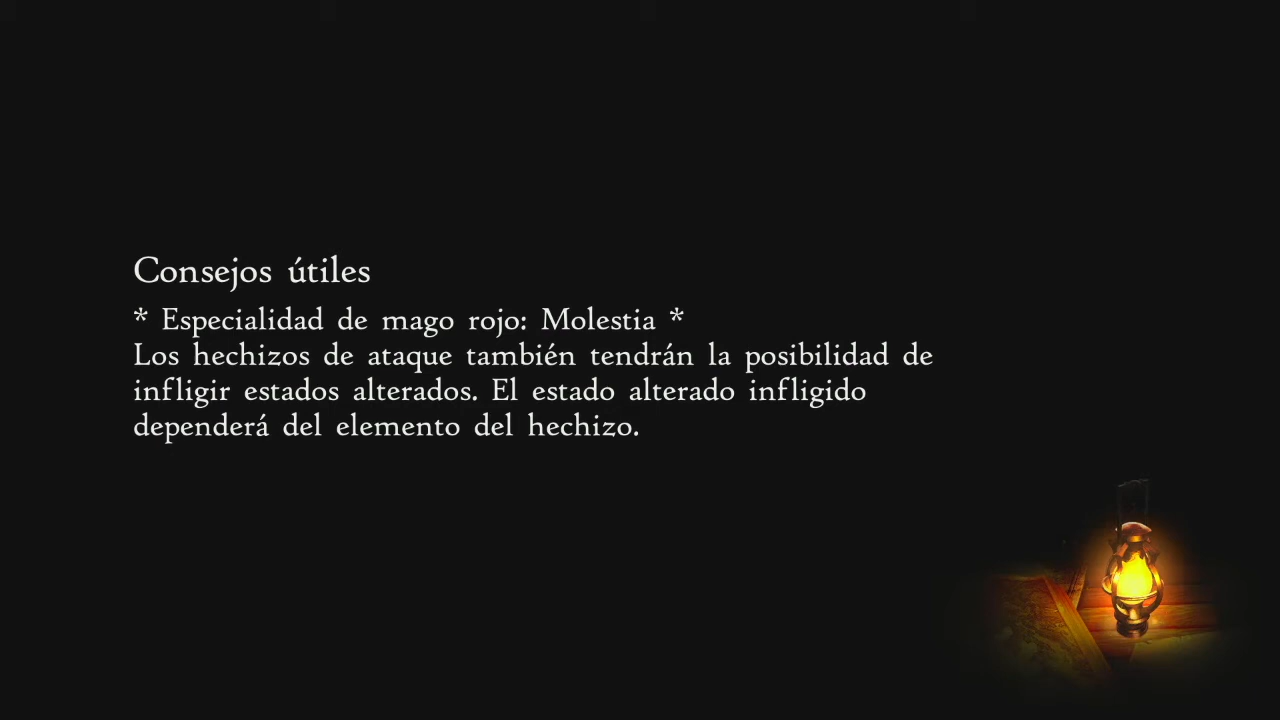 Consejos útiles
* Especialidad de mago rojo: Molestia *
Los hechizos de ataque también tendrán la posibilidad de
infligir estados alterados. El estado alterado infligido
dependerá del elemento del hechizo.